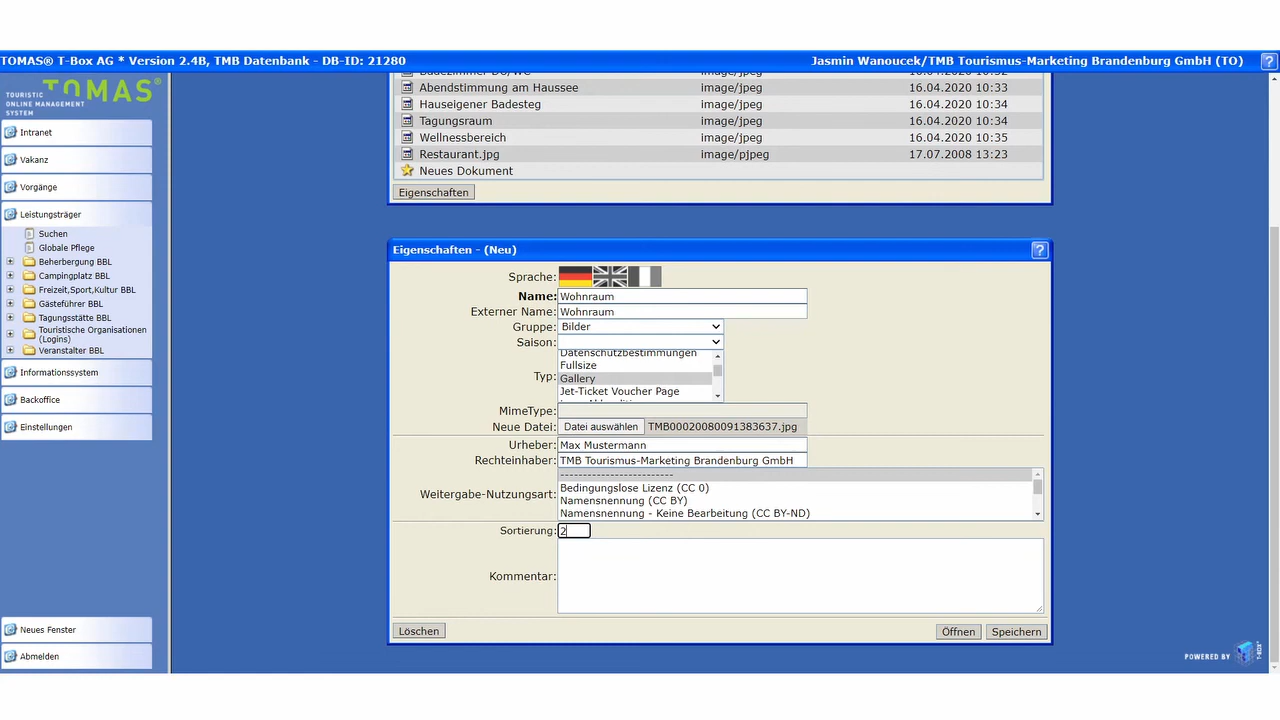 TOMAS® T-Box AG * Version 2.4B, TMB Datenbank - DB-ID: 21280
Jasmin Wanoucek/TMB Tourismus-Marketing Brandenburg GmbH (TO)
?
TOURISTIC
ONLINE MANAGEMENT
SYSTEM
TOMAS®
Intranet
Vakanz
Vorgänge
Leistungsträger
Suchen
Globale Pflege
Beherbergung BBL
Campingplatz BBL
Freizeit,Sport,Kultur BBL
Gästeführer BBL
Tagungsstätte BBL
Touristische Organisationen
(Logins)
Veranstalter BBL
Informationssystem
Backoffice
Einstellungen
Neues Fenster
Abmelden
Abendstimmung am Haussee image/jpeg 16.04.2020 10:33
Hauseigener Badesteg image/jpeg 16.04.2020 10:34
Tagungsraum image/jpeg 16.04.2020 10:34
Wellnessbereich image/jpeg 16.04.2020 10:35
Restaurant.jpg image/pjpeg 17.07.2008 13:23
Neues Dokument
Eigenschaften
Eigenschaften - (Neu)
?
Sprache:
Name: Wohnraum
Externer Name: Wohnraum
Gruppe: Bilder
Saison:
Datenschutzbestimmungen
Fullsize
Typ: Gallery
Jet-Ticket Voucher Page
MimeType:
Neue Datei: Datei auswählen TMB00020080091383637.jpg
Urheber: Max Mustermann
Rechteinhaber: TMB Tourismus-Marketing Brandenburg GmbH
Weitergabe-Nutzungsart:
Bedingungslose Lizenz (CC 0)
Namensnennung (CC BY)
Namensnennung - Keine Bearbeitung (CC BY-ND)
Sortierung: 2
Kommentar:
Löschen
Öffnen
Speichern
POWERED BY
T-BOX